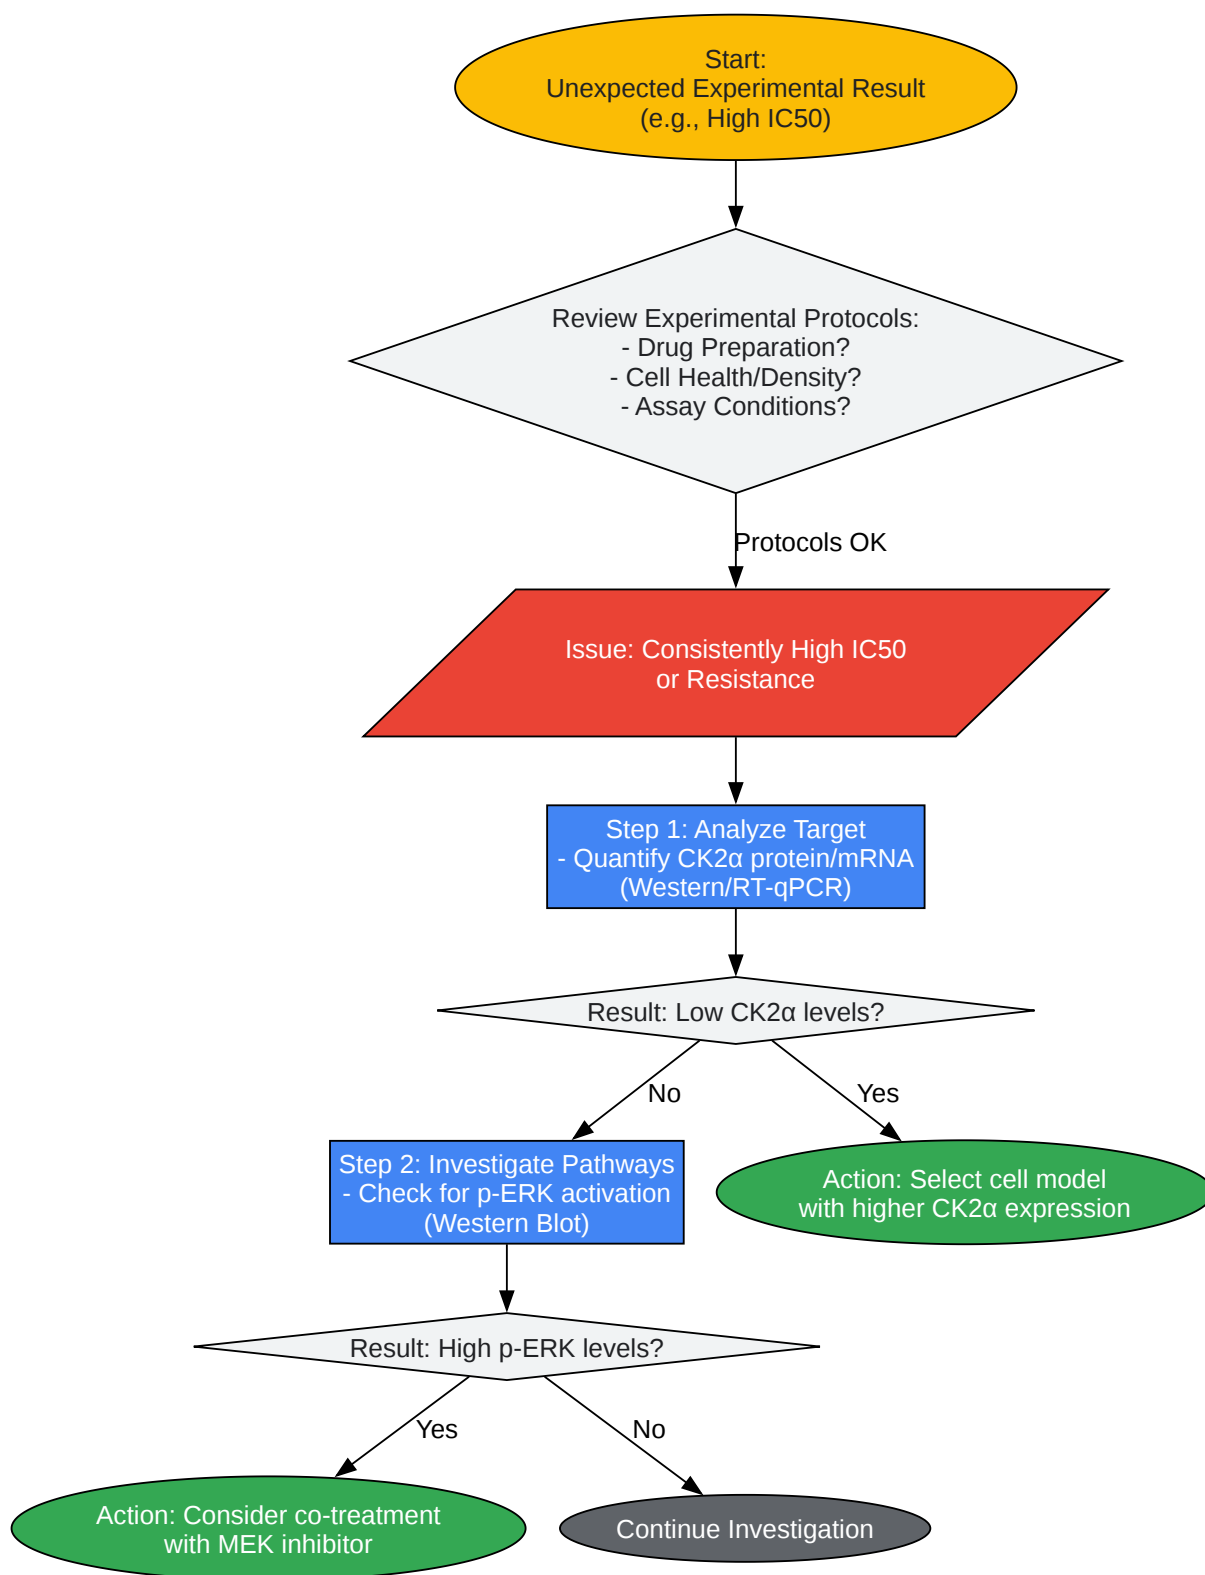 Start:
Unexpected Experimental Result
(e.g., High IC50)
Review Experimental Protocols:
- Drug Preparation?
- Cell Health/Density?
- Assay Conditions?
Protocols OK
Issue: Consistently High IC50
or Resistance
Step 1: Analyze Target
- Quantify CK2α protein/mRNA
(Western/RT-qPCR)
Result: Low CK2α levels?
No
Yes
Step 2: Investigate Pathways
- Check for p-ERK activation
(Western Blot)
Action: Select cell model
with higher CK2α expression
Result: High p-ERK levels?
Yes
No
Action: Consider co-treatment
with MEK inhibitor
Continue Investigation